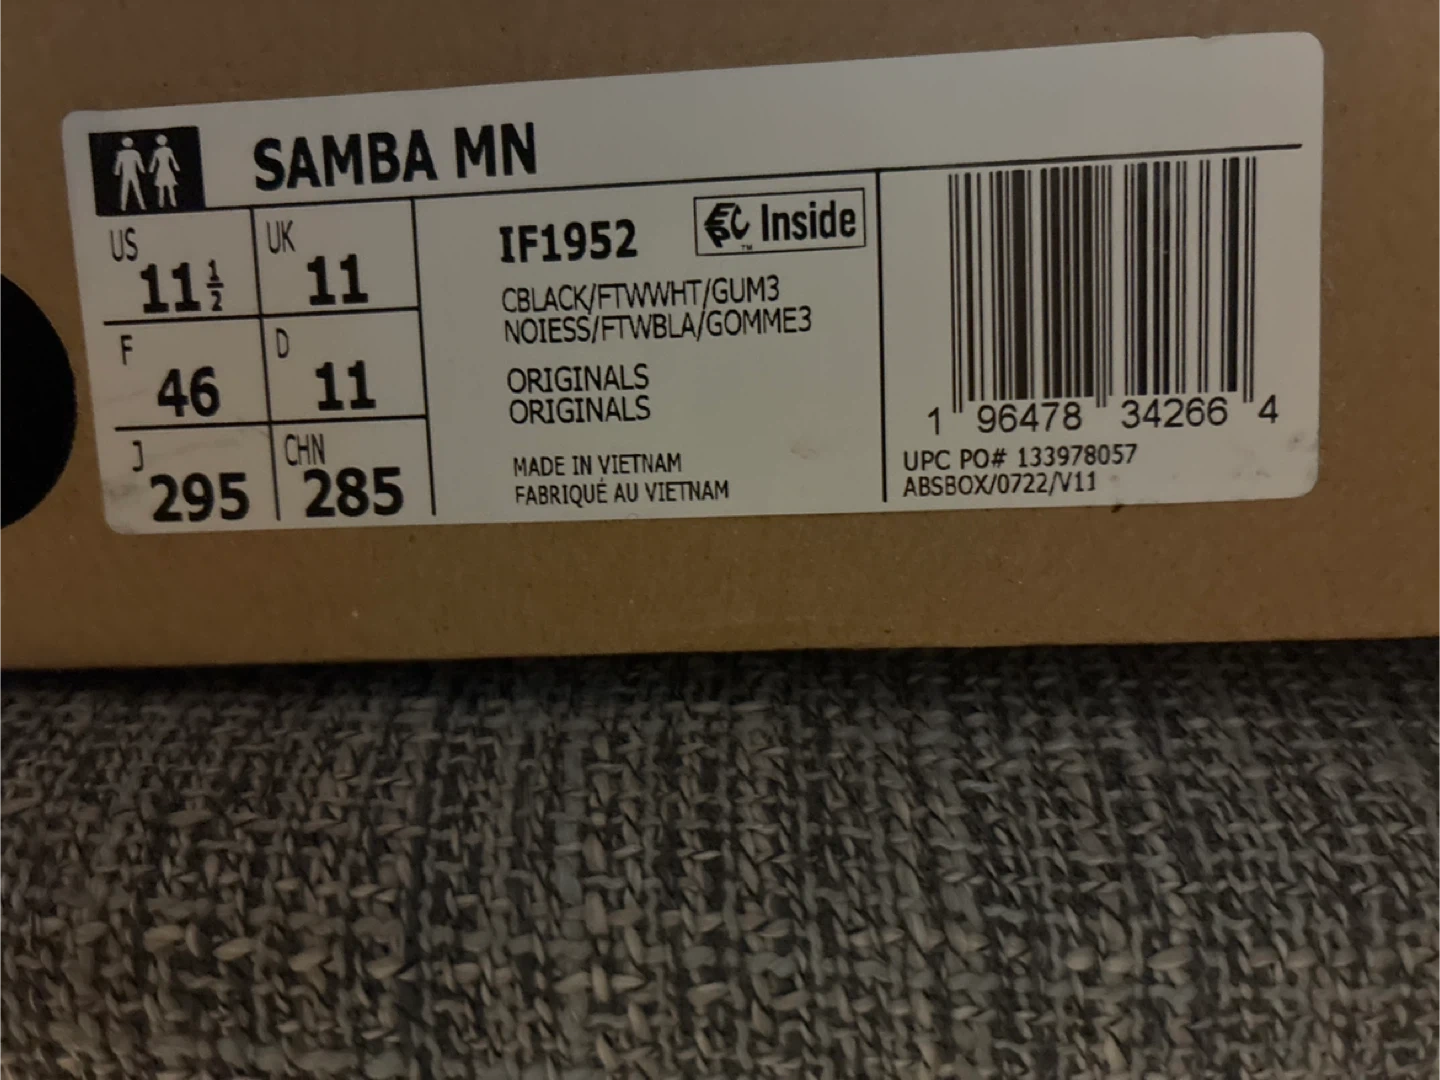 SAMBA MN
US 11 1/2
UK 11
F 46
D 11
J 295
CHN 285
IF1952
EPC Inside
TM
CBLACK/FTWWHT/GUM3
NOIESS/FTWBLA/GOMME3
ORIGINALS
ORIGINALS
MADE IN VIETNAM
FABRIQUÉ AU VIETNAM
1 96478 34266 4
UPC PO# 133978057
ABSBOX/0722/V11